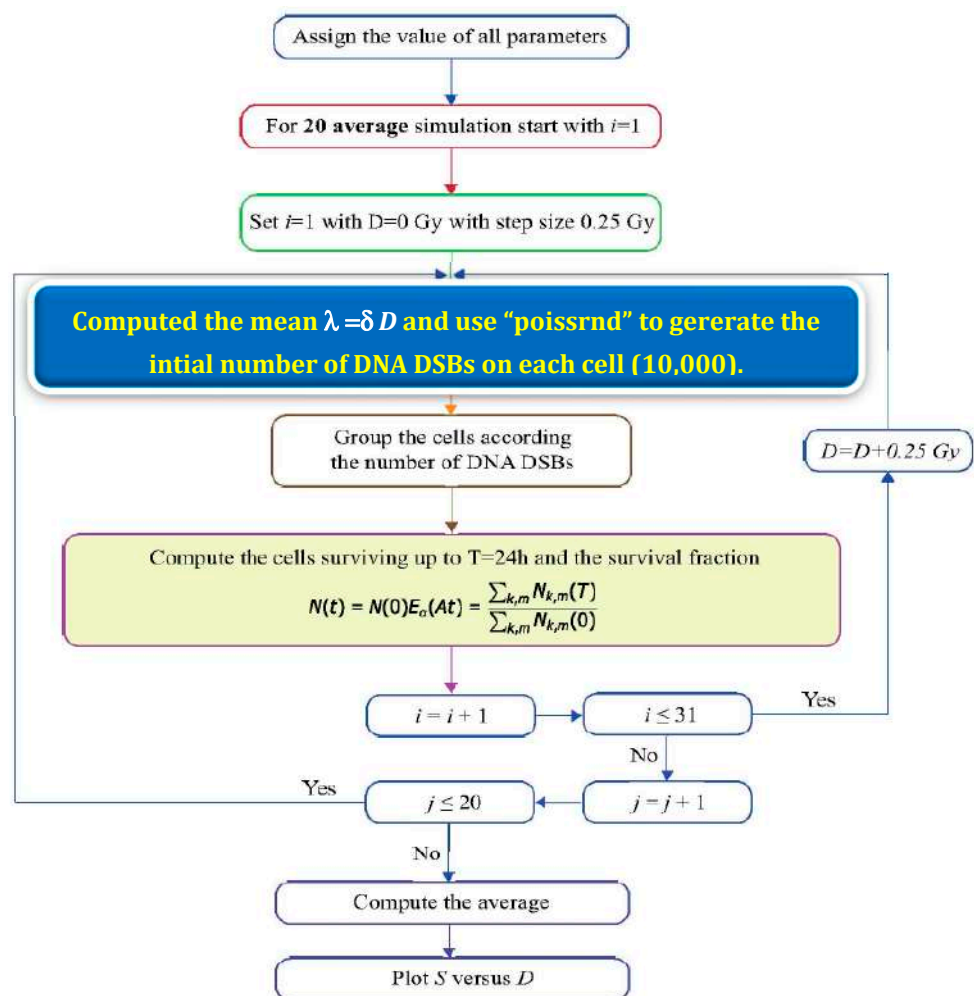 Assign the value of all parameters
For 20 average simulation start with i=1
Set i=1 with D=0 Gy with step size 0.25 Gy
Computed the mean λ =δ D and use “poissrnd” to gererate the
intial number of DNA DSBs on each cell (10,000).
Group the cells according
the number of DNA DSBs
D=D+0.25 Gy
Compute the cells surviving up to T=24h and the survival fraction
N(t) = N(0)E_α(At) = \frac{∑_{k,m} N_{k,m}(T)}{∑_{k,m} N_{k,m}(0)}
i = i + 1
i ≤ 31
Yes
No
Yes
j ≤ 20
j = j + 1
No
Compute the average
Plot S versus D